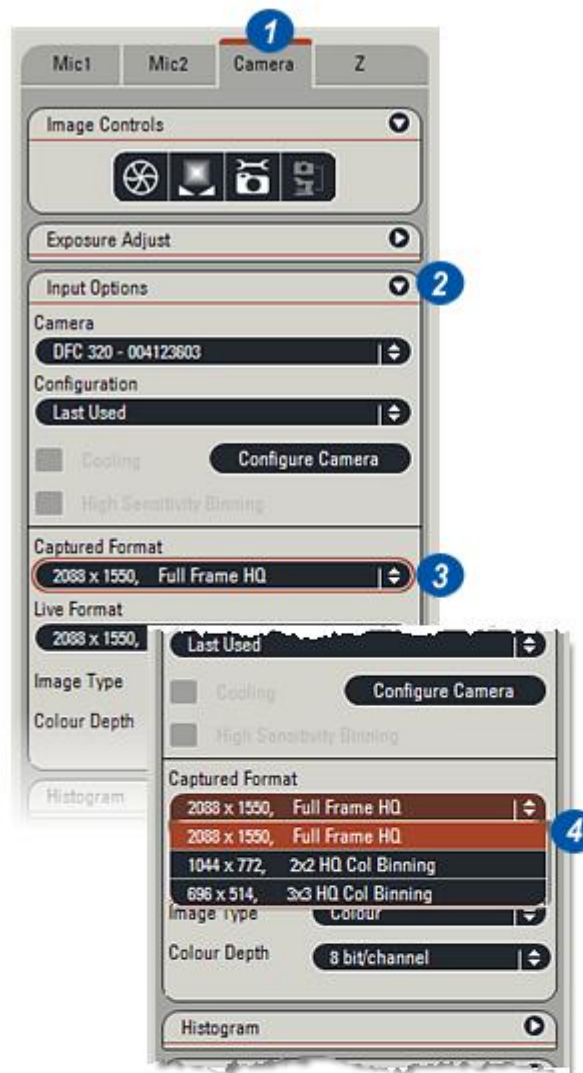 1
Mic1 Mic2 Camera Z
Image Controls
Exposure Adjust
Input Options 2
Camera
DFC 320 - 004123603
Configuration
Last Used
Cooling Configure Camera
High Sensitivity Binning
Captured Format
2088 x 1550, Full Frame HQ 3
Live Format
2088 x 1550,
Image Type
Colour Depth
Histogram
Last Used
Cooling Configure Camera
High Sensitivity Binning
Captured Format
2088 x 1550, Full Frame HQ
2088 x 1550, Full Frame HQ 4
1044 x 772, 2x2 HQ Col Binning
696 x 514, 3x3 HQ Col Binning
Image Type Colour
Colour Depth 8 bit/channel
Histogram